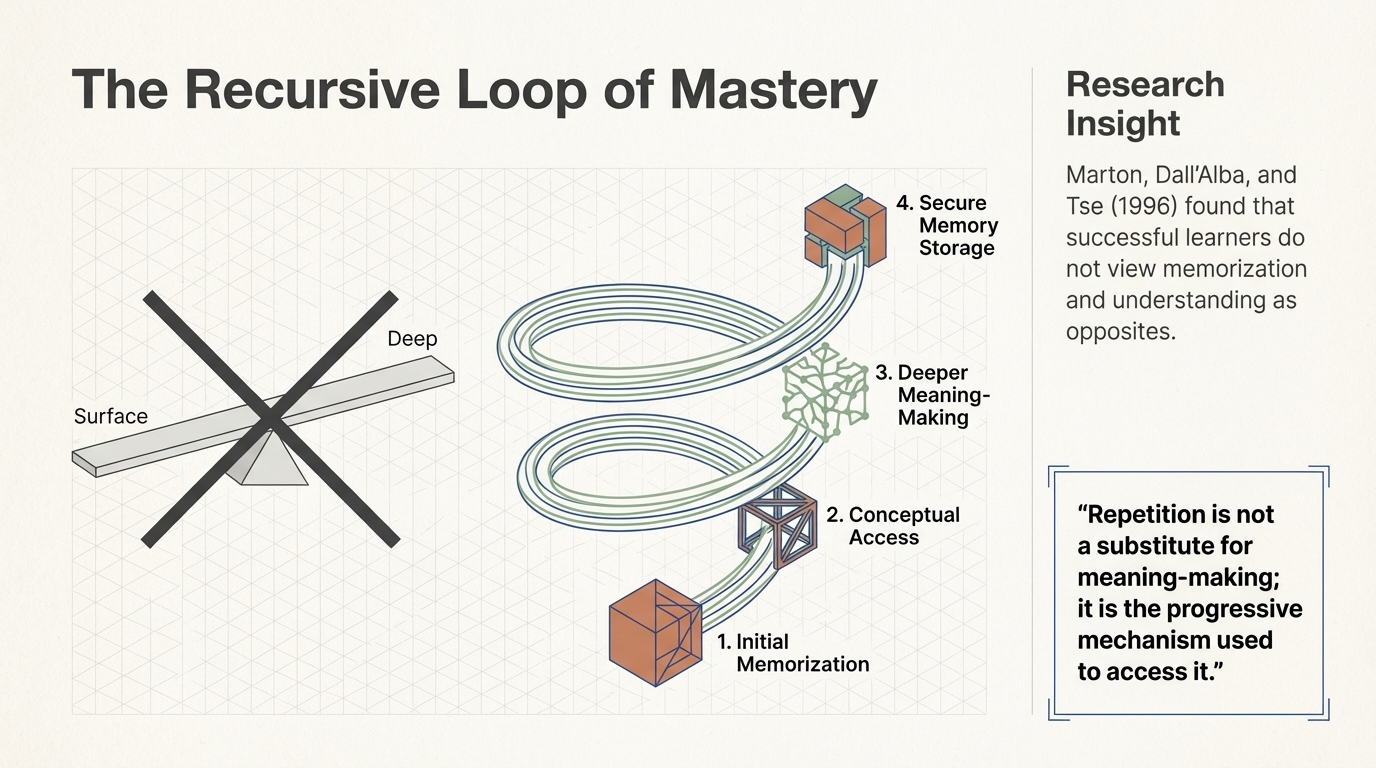 The Recursive Loop of Mastery
Surface
Deep
4. Secure
Memory
Storage
3. Deeper
Meaning-
Making
2. Conceptual
Access
1. Initial
Memorization
Research
Insight
Marton, Dall'Alba, and
Tse (1996) found that
successful learners do
not view memorization
and understanding as
opposites.
“Repetition is not
a substitute for
meaning-making;
it is the progressive
mechanism used
to access it.”